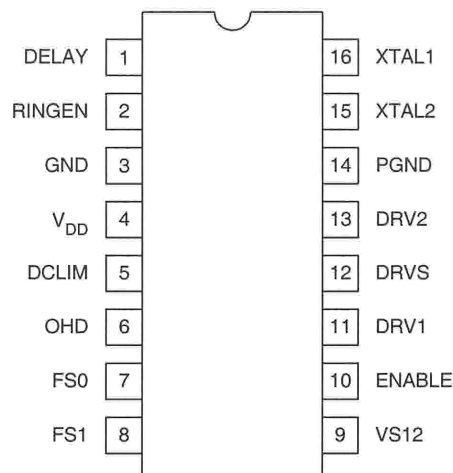 DELAY 1 16 XTAL1
RINGEN 2 15 XTAL2
GND 3 14 PGND
VDD 4 13 DRV2
DCLIM 5 12 DRVS
OHD 6 11 DRV1
FS0 7 10 ENABLE
FS1 8 9 VS12